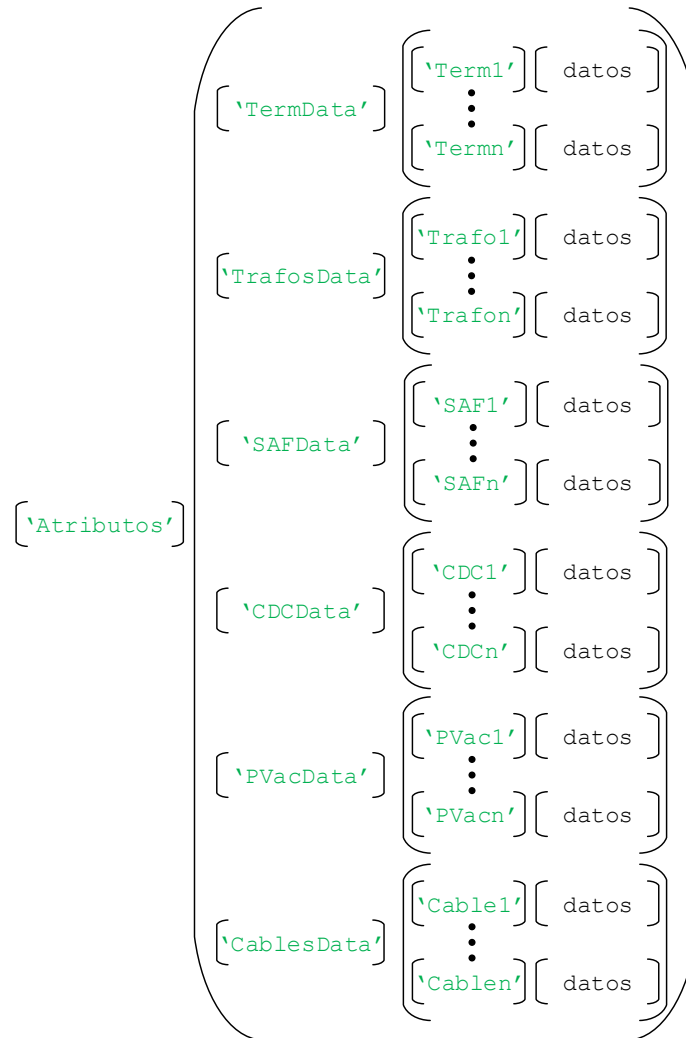 ‘Term1’ datos
‘TermData’
‘Termn’ datos
‘Trafo1’ datos
‘TrafosData’
‘Trafon’ datos
‘SAF1’ datos
‘SAFData’
‘SAFn’ datos
‘Atributos’
‘CDC1’ datos
‘CDCData’
‘CDCn’ datos
‘PVac1’ datos
‘PVacData’
‘PVacn’ datos
‘Cable1’ datos
‘CablesData’
‘Cablen’ datos